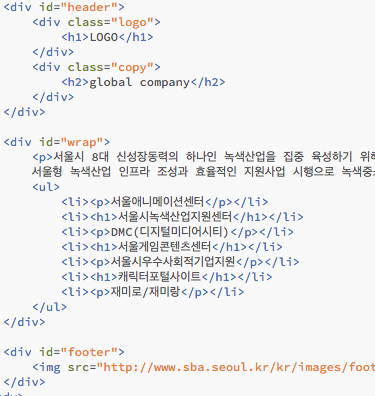 <div id="header">
<div class="logo">
<h1>LOGO</h1>
</div>
<div class="copy">
<h2>global company</h2>
</div>
</div>
<div id="wrap">
<p>서울시 8대 신성장동력의 하나인 녹색산업을 집중 육성하기 위해
서울형 녹색산업 인프라 조성과 효율적인 지원사업 시행으로 녹색중소
<ul>
<li><p>서울애니메이션센터</p></li>
<li><h1>서울시녹색산업지원센터</h1></li>
<li><p>DMC(디지털미디어시티)</p></li>
<li><h1>서울게임콘텐츠센터</h1></li>
<li><p>서울시우수사회적기업지원</p></li>
<li><h1>캐릭터포털사이트</h1></li>
<li><p>재미로/재미랑</p></li>
</ul>
</div>
<div id="footer">
<img src="http://www.sba.seoul.kr/kr/images/foot
</div>